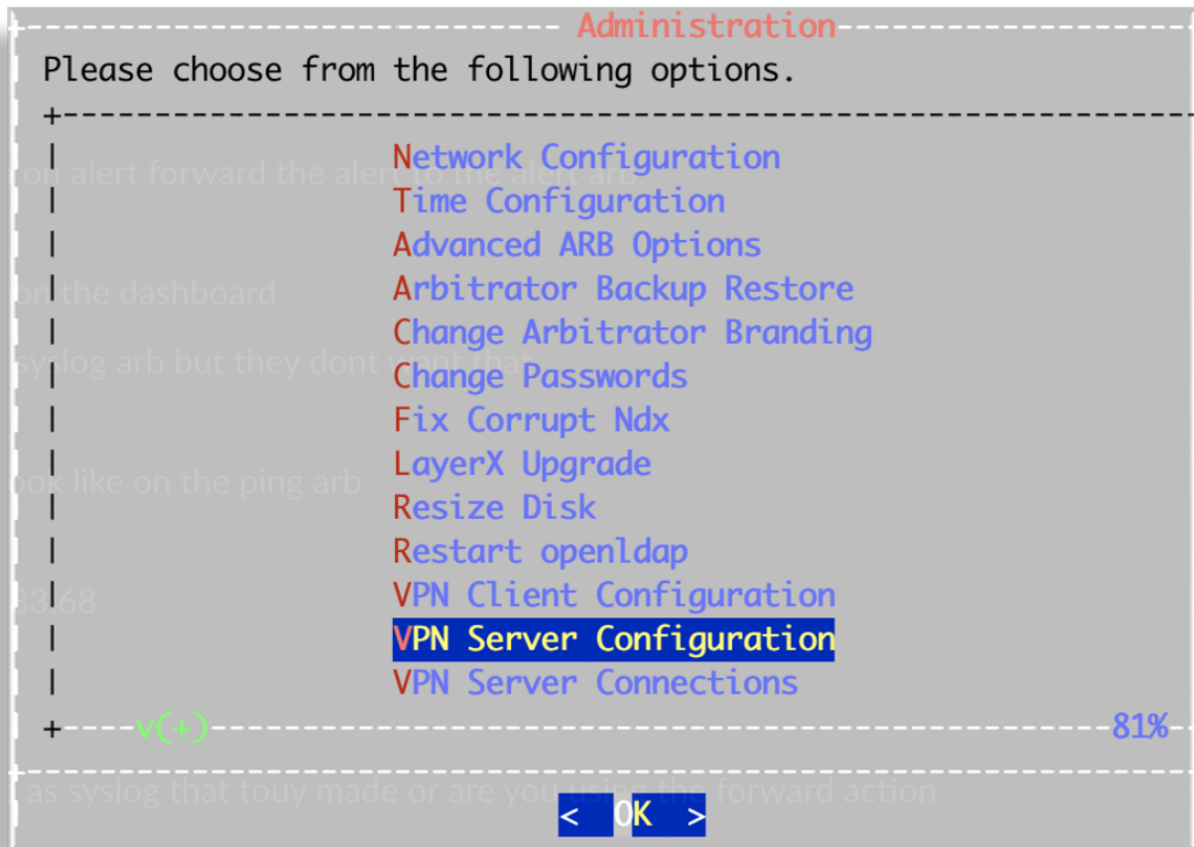 Administration
Please choose from the following options.
Network Configuration
on alert forward the alert to the alert arb
Time Configuration
Advanced ARB Options
Arbitrator Backup Restore
on the dashboard
Change Arbitrator Branding
syslog arb but they dont want that
Change Passwords
Fix Corrupt Ndx
LayerX Upgrade
ook like on the ping arb
Resize Disk
Restart openldap
VPN Client Configuration
33.68
VPN Server Configuration
VPN Server Connections
v(+) 81%
as syslog that touy made or are you using the forward action
< OK >